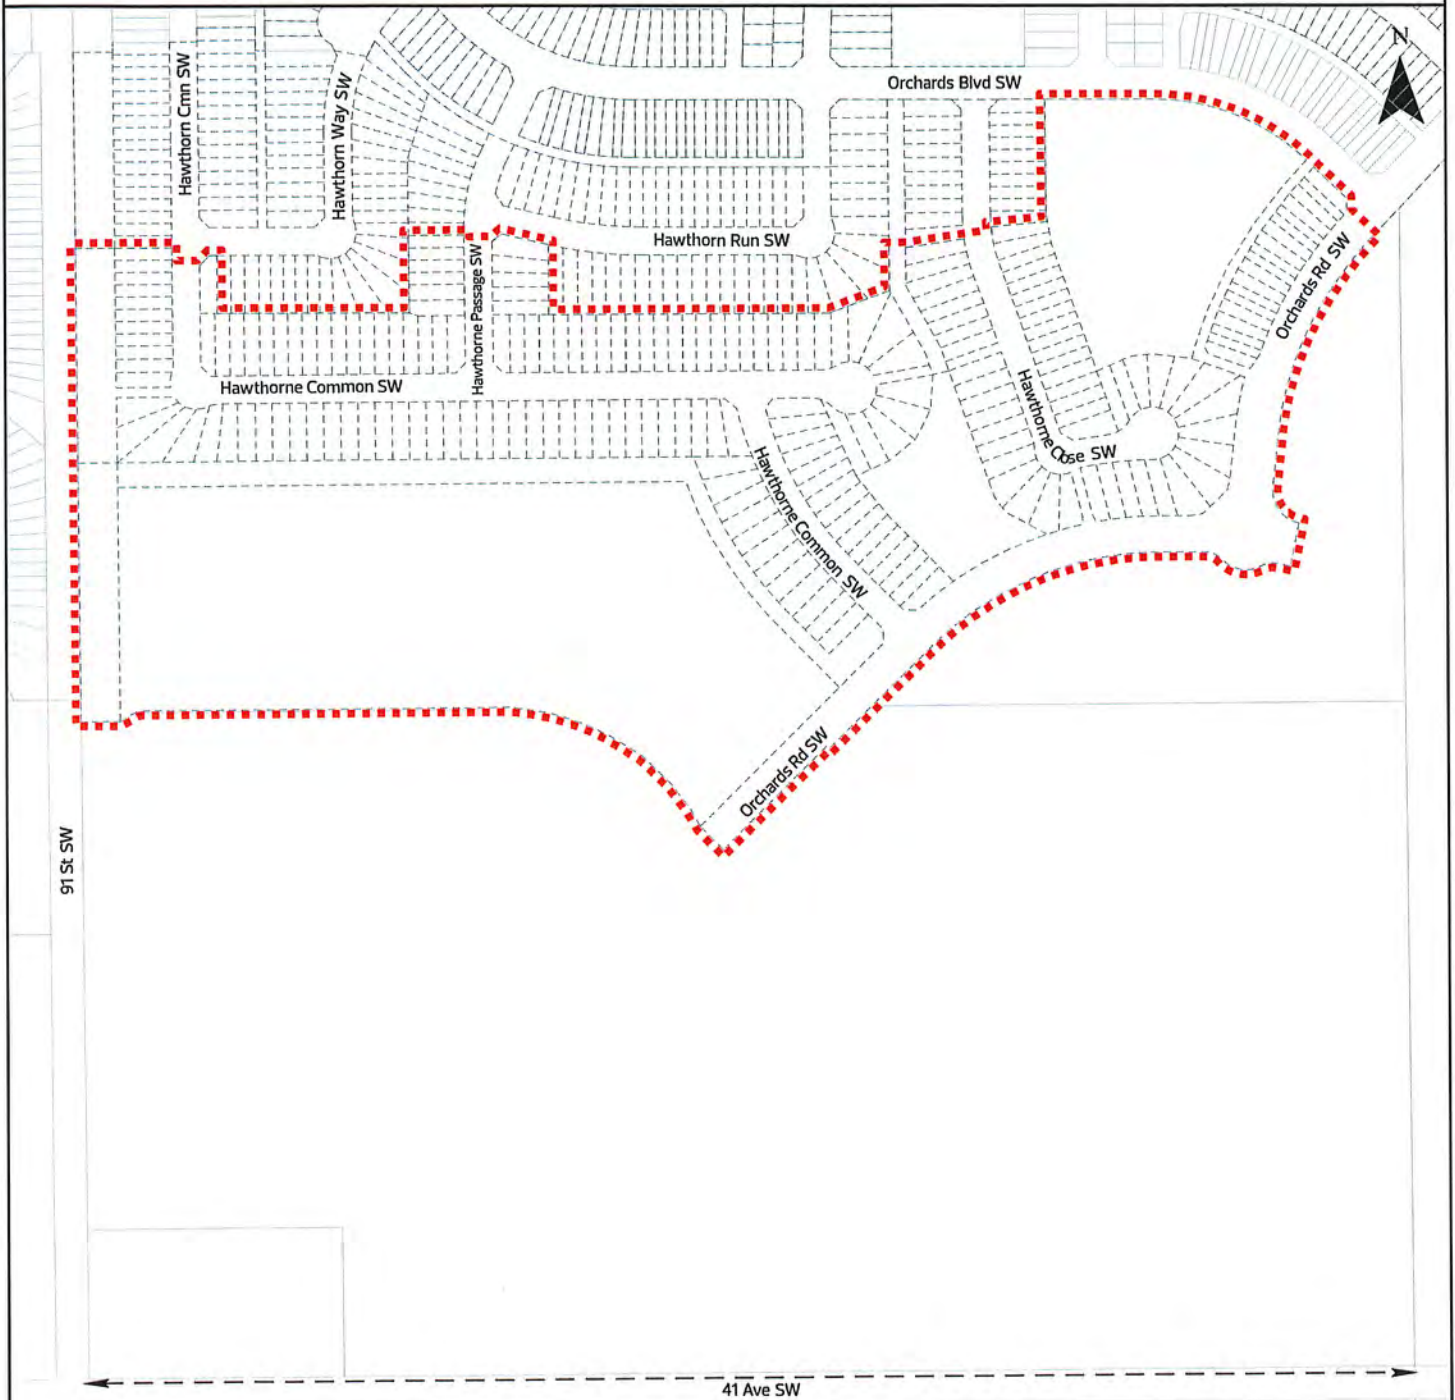 N
Orchards Blvd SW
Hawthorn Cmn SW
Hawthorn Way SW
Hawthorn Run SW
Hawthorne Passage SW
Orchards Rd SW
Hawthorne Common SW
Hawthorne Close SW
Hawthorne Common SW
Orchards Rd SW
91 St SW
41 Ave SW